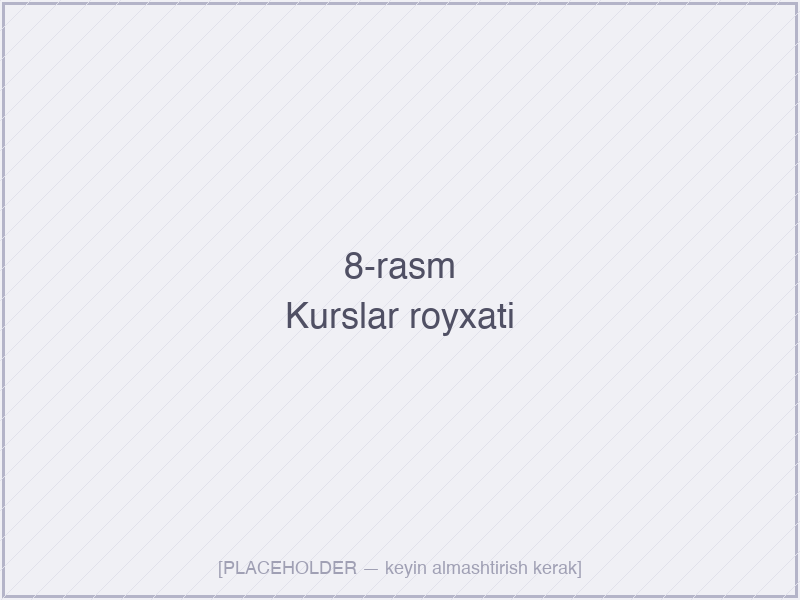 8-rasm
Kurslar royxati
[PLACEHOLDER — keyin almashtirish kerak]